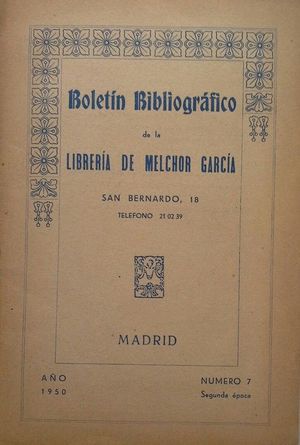 Boletín Bibliográfico
de la
LIBRERÍA DE MELCHOR GARCÍA
SAN BERNARDO, 18
TELEFONO 21 02 39
MADRID
AÑO
1950
NUMERO 7
Segunda época